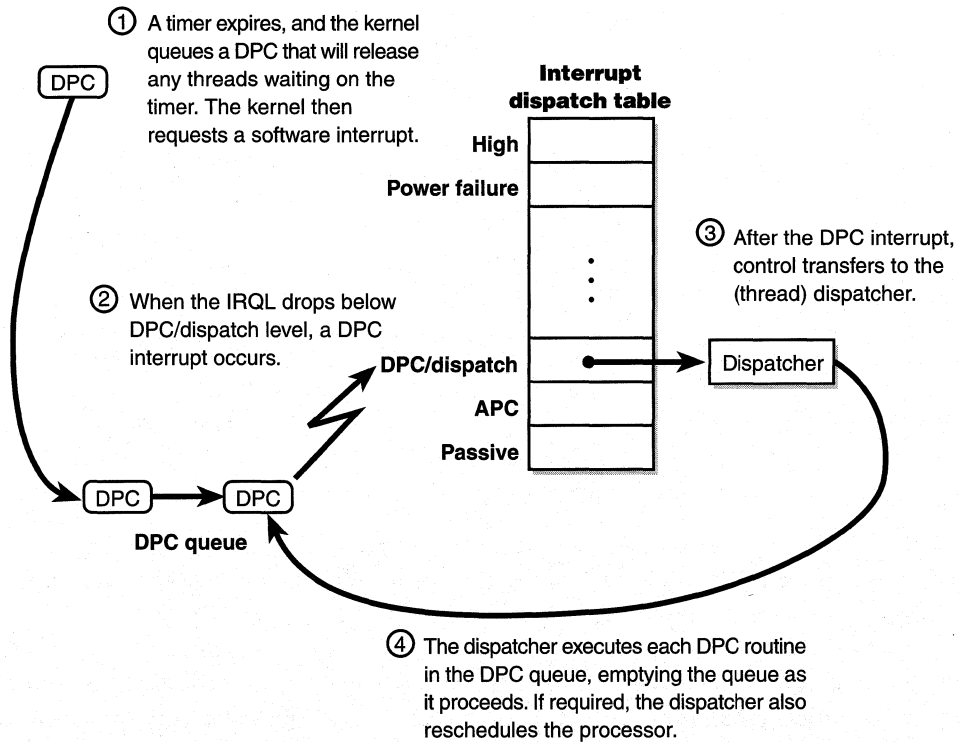 ① A timer expires, and the kernel
queues a DPC that will release
any threads waiting on the
timer. The kernel then
requests a software interrupt.
DPC
Interrupt
dispatch table
High
Power failure
③ After the DPC interrupt,
control transfers to the
(thread) dispatcher.
② When the IRQL drops below
DPC/dispatch level, a DPC
interrupt occurs.
DPC/dispatch
Dispatcher
APC
Passive
DPC
DPC
DPC queue
④ The dispatcher executes each DPC routine
in the DPC queue, emptying the queue as
it proceeds. If required, the dispatcher also
reschedules the processor.